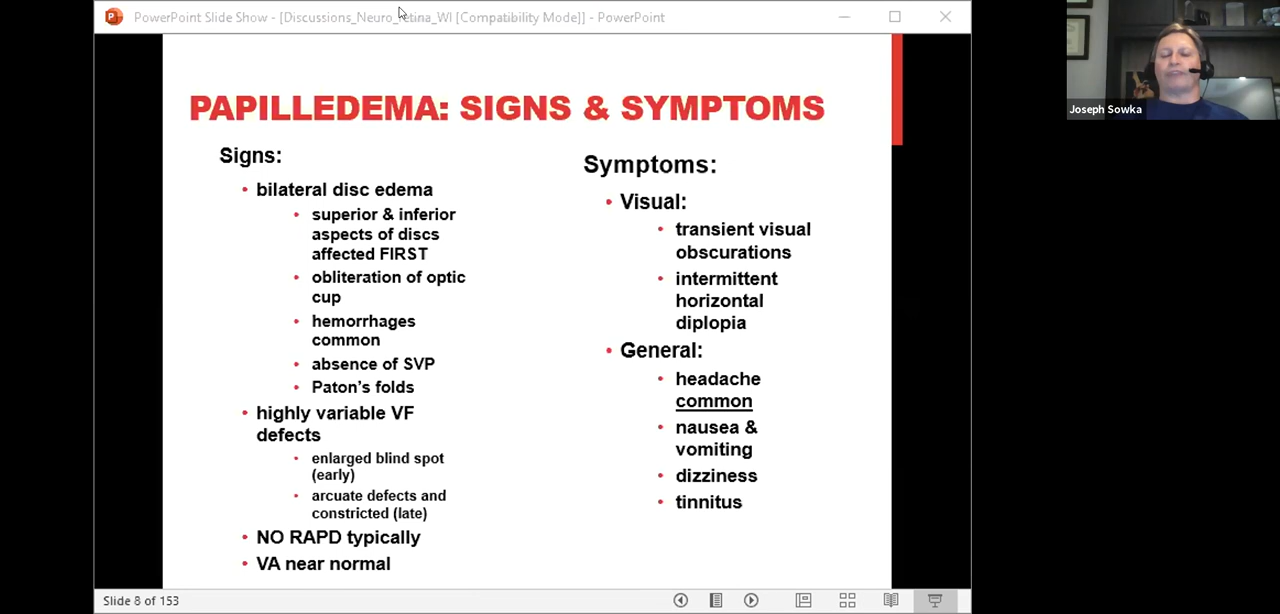 PowerPoint Slide Show - [Discussions_Neuro_retina_WI [Compatibility Mode]] - PowerPoint
PAPILLEDEMA: SIGNS & SYMPTOMS
Signs:
• bilateral disc edema
• superior & inferior
aspects of discs
affected FIRST
• obliteration of optic
cup
• hemorrhages
common
• absence of SVP
• Paton's folds
• highly variable VF
defects
• enlarged blind spot
(early)
• arcuate defects and
constricted (late)
• NO RAPD typically
• VA near normal
Symptoms:
• Visual:
• transient visual
obscurations
• intermittent
horizontal
diplopia
• General:
• headache
common
• nausea &
vomiting
• dizziness
• tinnitus
Slide 8 of 153
Joseph Sowka